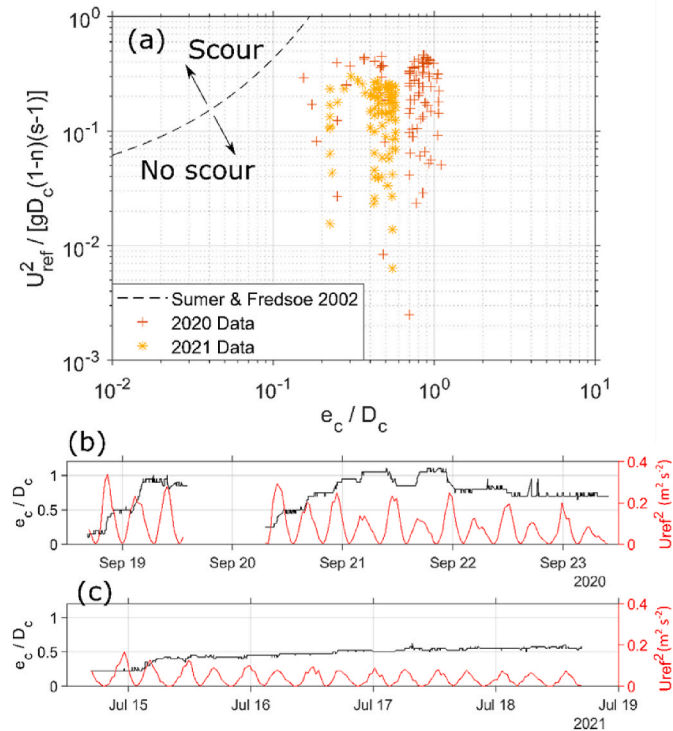 (a)
Scour
No scour
10^0
10^-1
10^-2
10^-3
U^2_ref / [gD_c(1-n)(s-1)]
Sumer & Fredsoe 2002
2020 Data
2021 Data
10^-2 10^-1 10^0 10^1
e_c / D_c
(b)
e_c / D_c
1
0.5
0
0.4
0.2
0
Uref^2 (m^2 s^-2)
Sep 19 Sep 20 Sep 21 Sep 22 Sep 23
2020
(c)
e_c / D_c
1
0.5
0
0.4
0.2
0
Uref^2 (m^2 s^-2)
Jul 15 Jul 16 Jul 17 Jul 18 Jul 19
2021